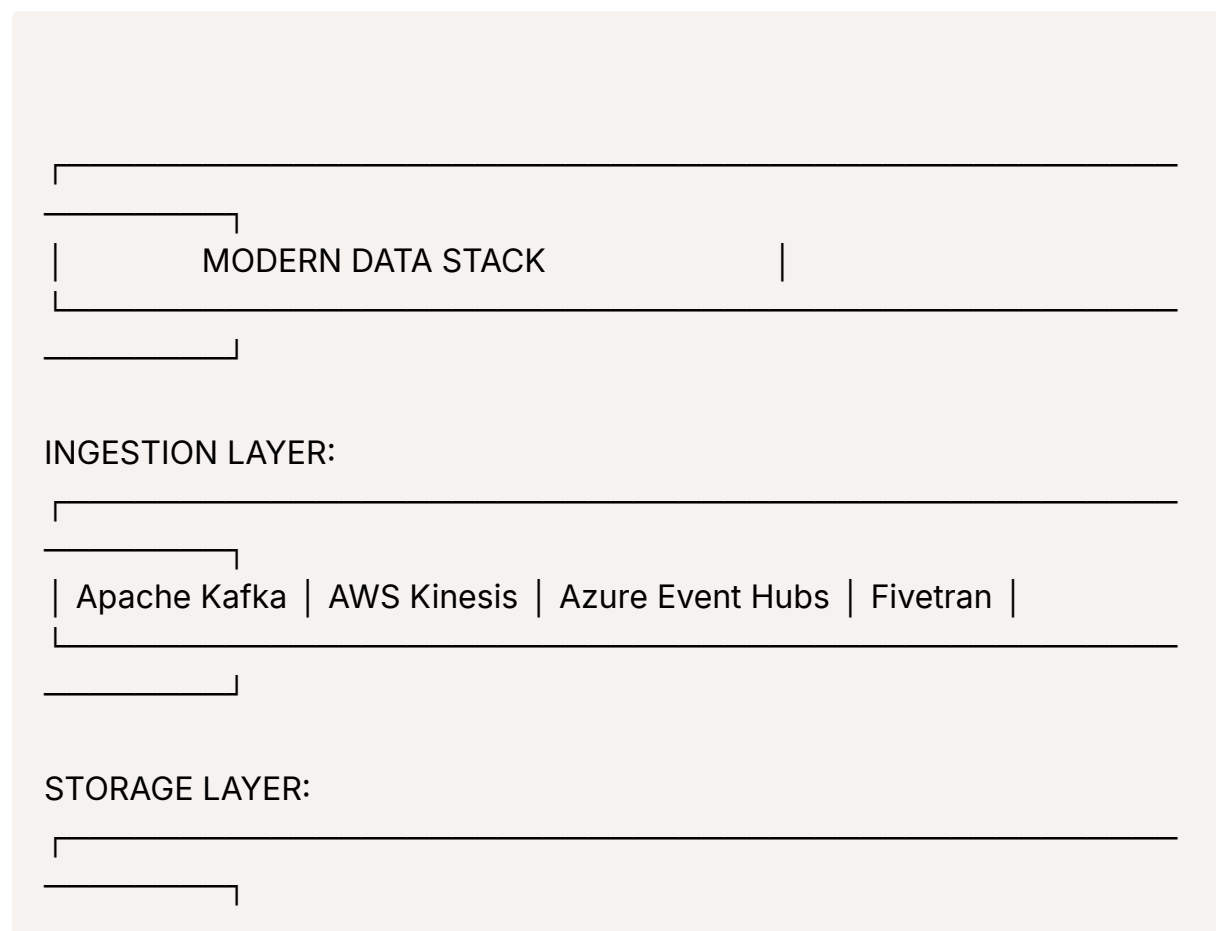 ┌──────────────────────────────────────────────────
─────────┐
│ MODERN DATA STACK │
└──────────────────────────────────────────────────
─────────┘
INGESTION LAYER:
┌──────────────────────────────────────────────────
─────────┐
│ Apache Kafka │ AWS Kinesis │ Azure Event Hubs │ Fivetran │
└──────────────────────────────────────────────────
─────────┘
STORAGE LAYER:
┌──────────────────────────────────────────────────
─────────┐